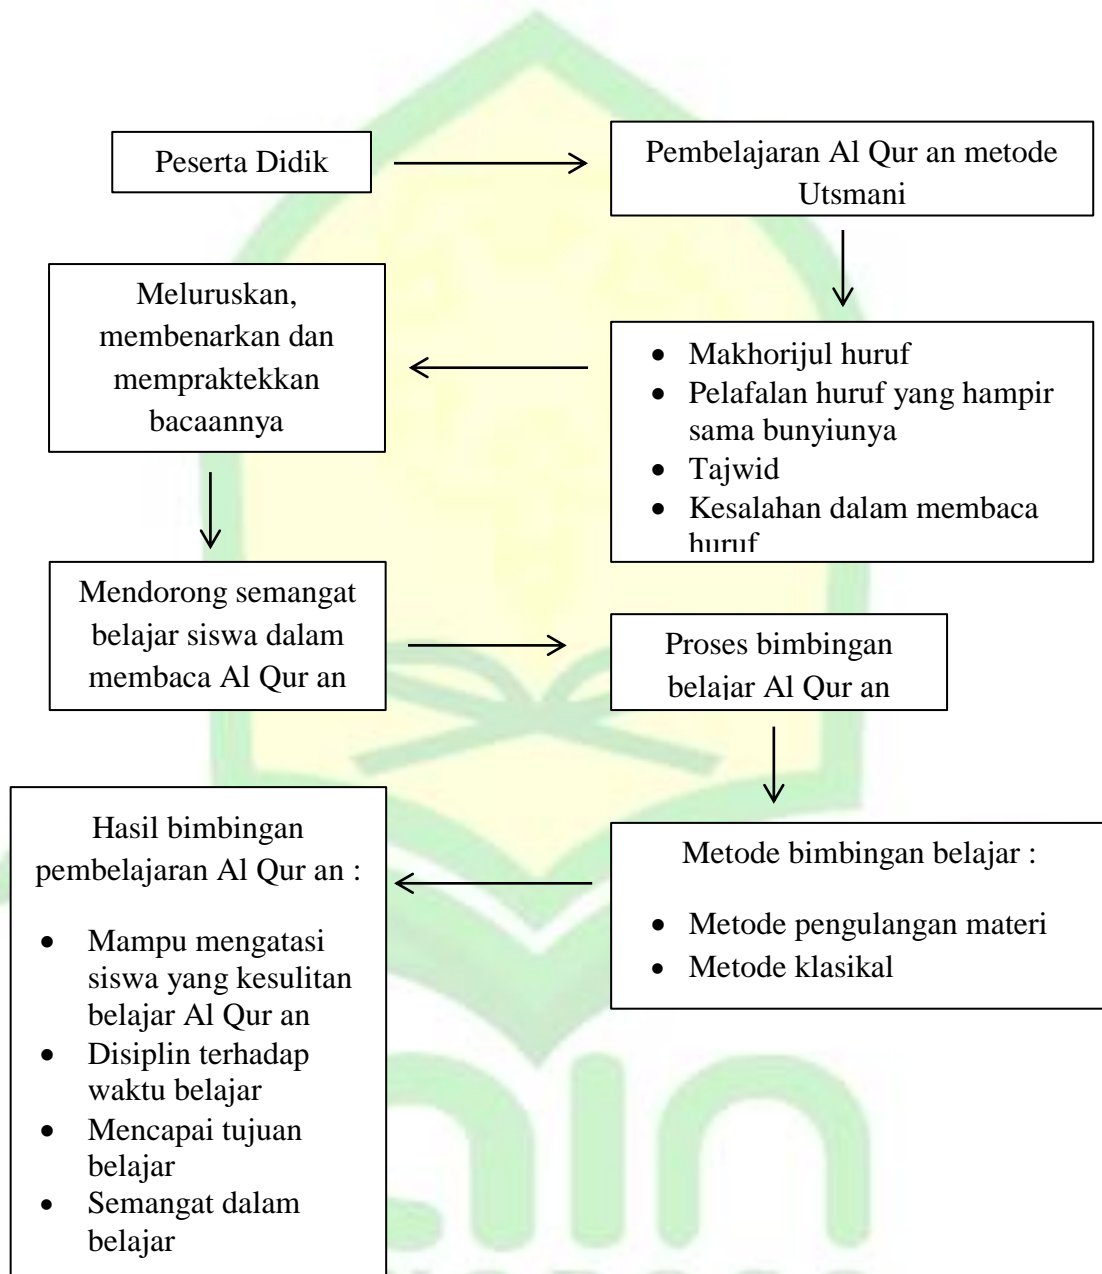 Peserta Didik
Pembelajaran Al Qur an metode
Utsmani
Meluruskan,
membenarkan dan
mempraktekkan
bacaannya
• Makhorijul huruf
• Pelafalan huruf yang hampir
sama bunyiunya
• Tajwid
• Kesalahan dalam membaca
huruf
Mendorong semangat
belajar siswa dalam
membaca Al Qur an
Proses bimbingan
belajar Al Qur an
Hasil bimbingan
pembelajaran Al Qur an :
• Mampu mengatasi
siswa yang kesulitan
belajar Al Qur an
• Disiplin terhadap
waktu belajar
• Mencapai tujuan
belajar
• Semangat dalam
belajar
Metode bimbingan belajar :
• Metode pengulangan materi
• Metode klasikal